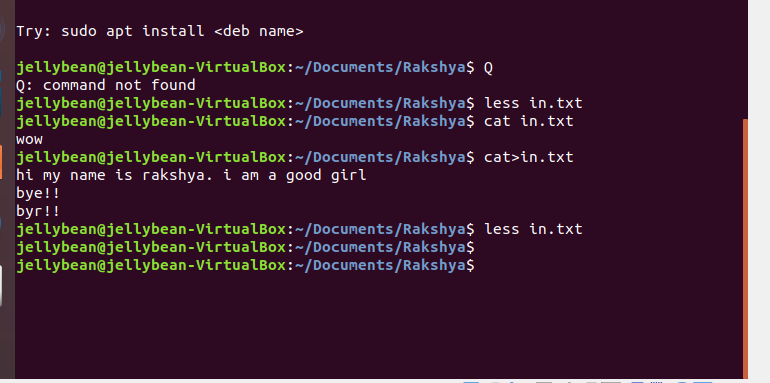 Try: sudo apt install <deb name>
jellybean@jellybean-VirtualBox:~/Documents/Rakshya$ Q
Q: command not found
jellybean@jellybean-VirtualBox:~/Documents/Rakshya$ less in.txt
jellybean@jellybean-VirtualBox:~/Documents/Rakshya$ cat in.txt
wow
jellybean@jellybean-VirtualBox:~/Documents/Rakshya$ cat>in.txt
hi my name is rakshya. i am a good girl
bye!!
byr!!
jellybean@jellybean-VirtualBox:~/Documents/Rakshya$ less in.txt
jellybean@jellybean-VirtualBox:~/Documents/Rakshya$
jellybean@jellybean-VirtualBox:~/Documents/Rakshya$